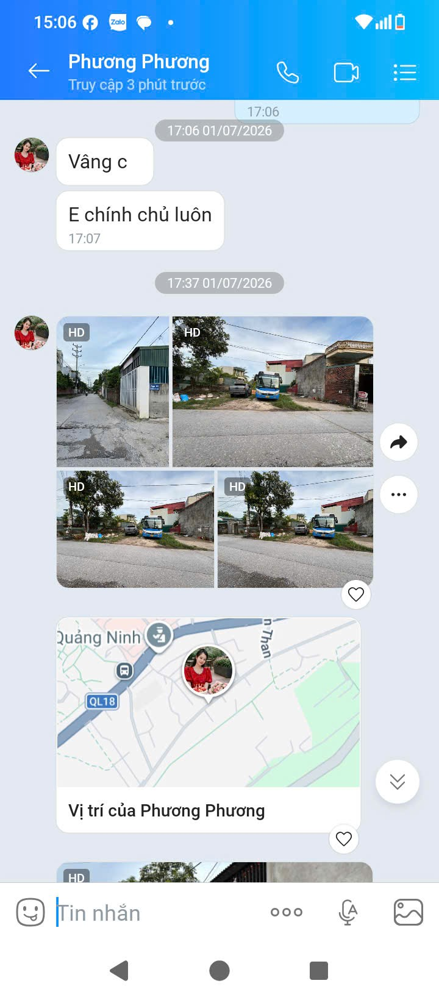 15:06
Zalo
Phương Phương
Truy cập 3 phút trước
17:06
17:06 01/07/2026
Vâng c
E chính chủ luôn
17:07
17:37 01/07/2026
HD
HD
HD
HD
Quảng Ninh
n Than
QL18
Vị trí của Phương Phương
HD
Tin nhắn
A